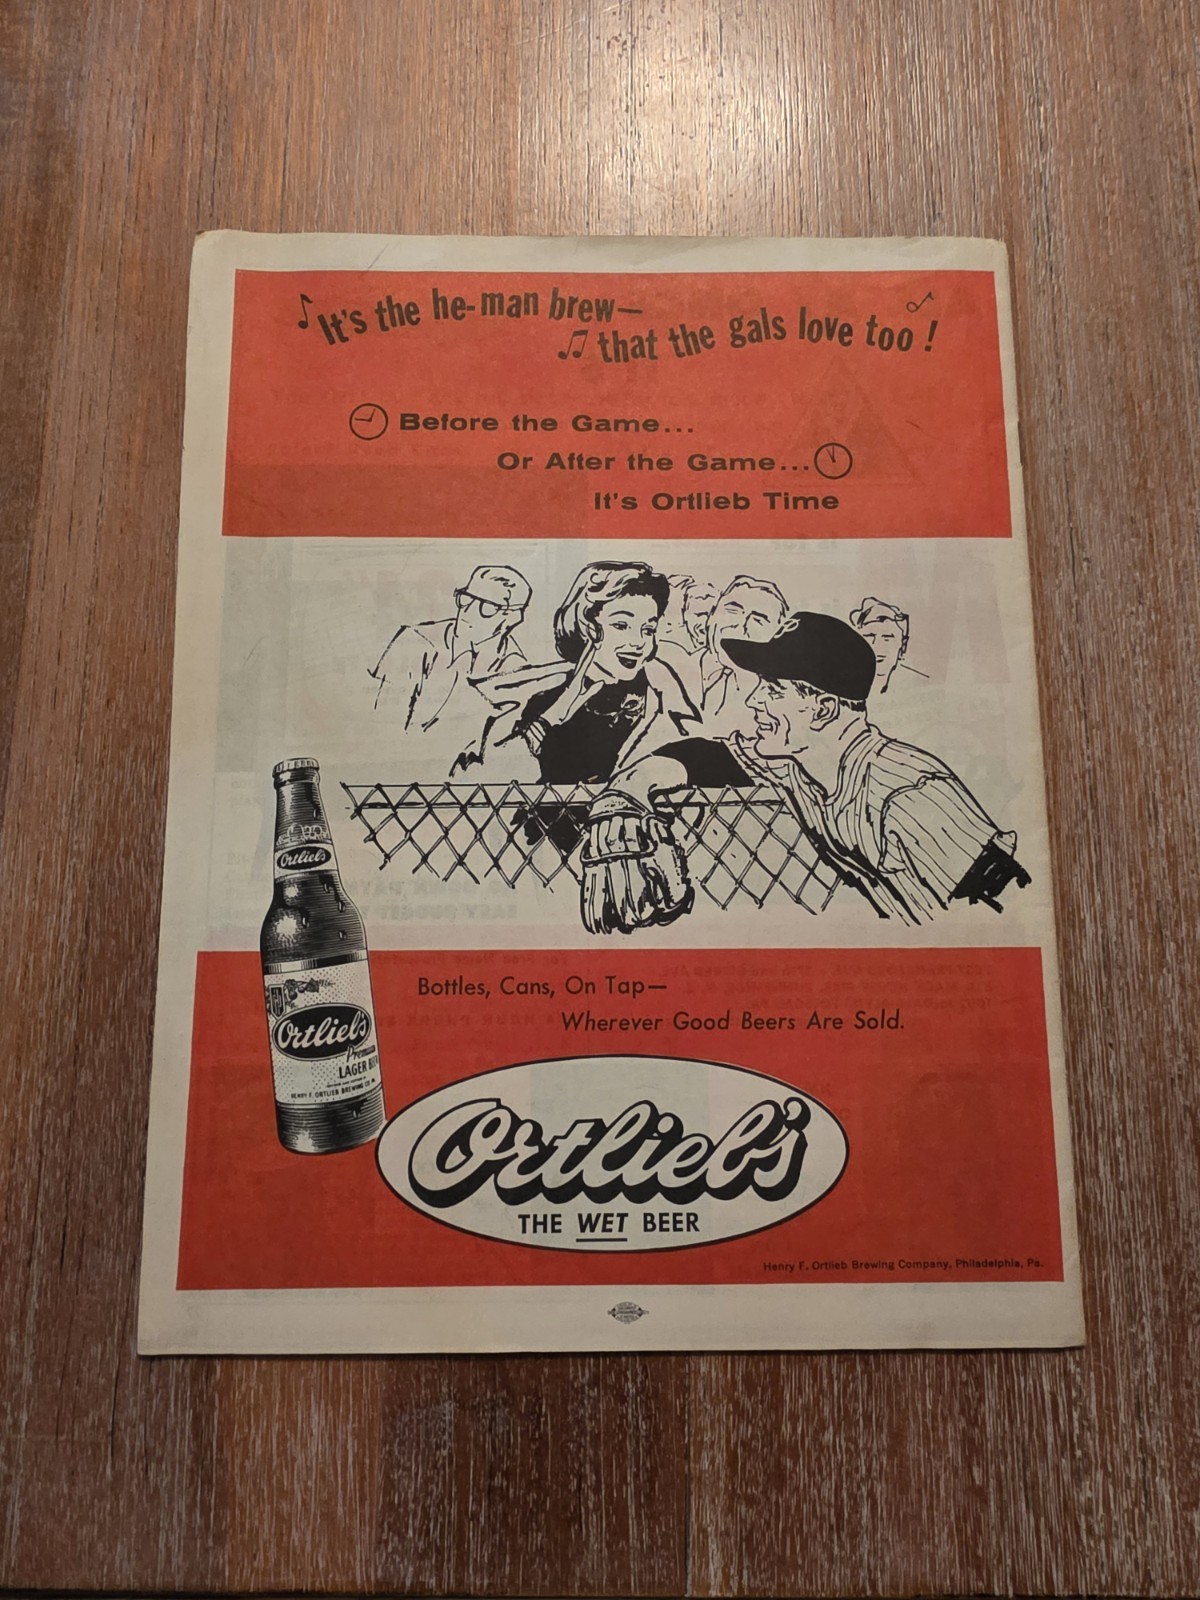 It's the he-man brew—
that the gals love too!
Before the Game...
Or After the Game...
It's Ortlieb Time
Ortlieb's
Ortlieb's
Premium
LAGER BEER
HENRY F. ORTLIEB BREWING CO.
Bottles, Cans, On Tap—
Wherever Good Beers Are Sold.
Ortlieb's
THE WET BEER
Henry F. Ortlieb Brewing Company, Philadelphia, Pa.